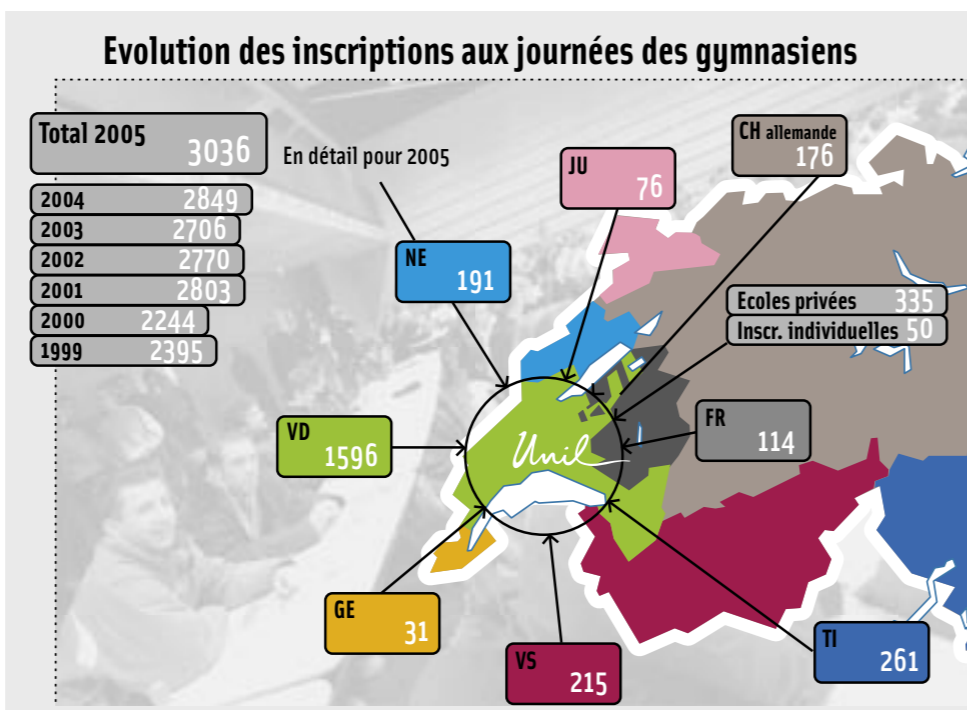 Evolution des inscriptions aux journées des gymnasiens
Total 2005
3036
2004 2849
2003 2706
2002 2770
2001 2803
2000 2244
1999 2395
En détail pour 2005
JU
76
CH allemande
176
NE
191
Ecoles privées 335
Inscr. individuelles 50
VD
1596
Unil
FR
114
GE
31
VS
215
TI
261